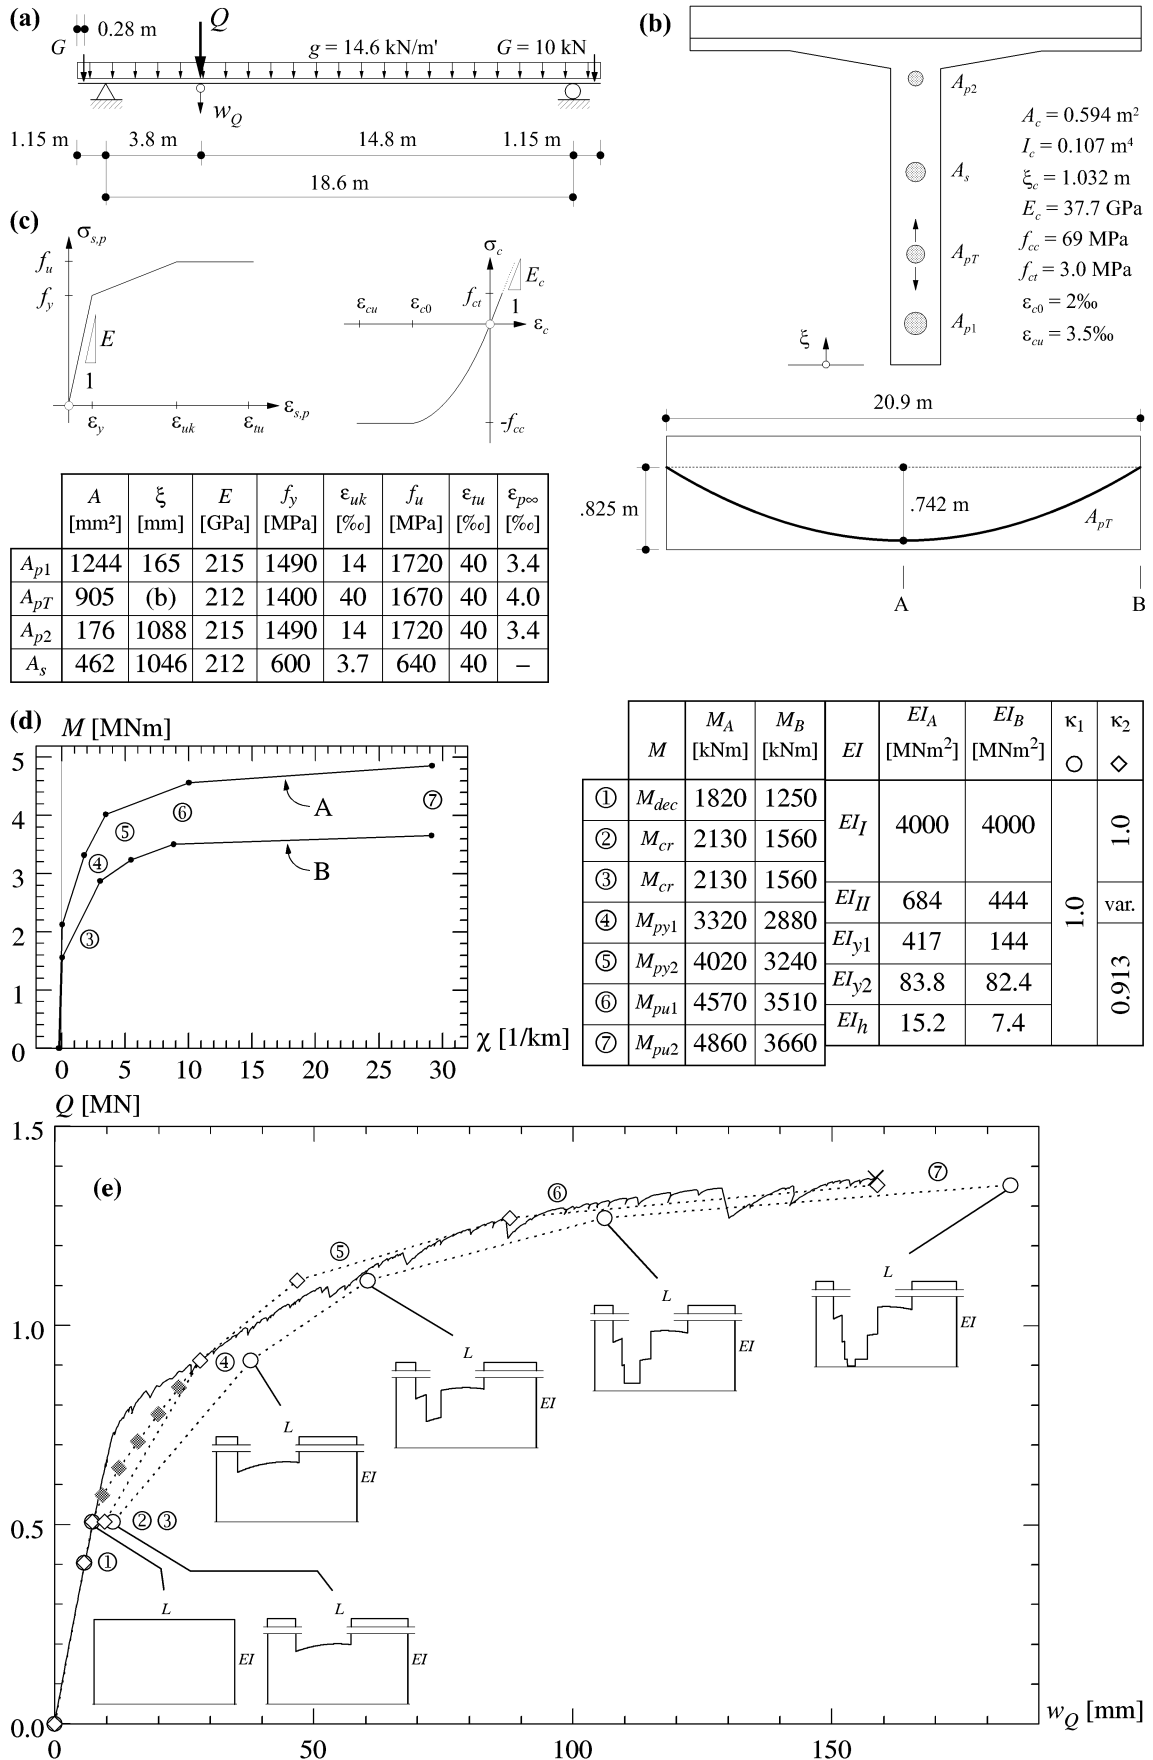 (a)
0.28 m
Q
G
g = 14.6 kN/m'
G = 10 kN
w_Q
1.15 m
3.8 m
14.8 m
1.15 m
18.6 m
(b)
A_p2
A_s
A_pT
A_p1
ξ
A_c = 0.594 m²
I_c = 0.107 m⁴
ξ_c = 1.032 m
E_c = 37.7 GPa
f_cc = 69 MPa
f_ct = 3.0 MPa
ε_c0 = 2‰
ε_cu = 3.5‰
20.9 m
.825 m
.742 m
A_pT
A
B
(c)
σ_s,p
f_u
f_y
E
1
ε_y
ε_uk
ε_tu
ε_s,p
σ_c
f_ct
E_c
1
ε_cu
ε_c0
ε_c
-f_cc
A ξ E f_y ε_uk f_u ε_tu ε_p∞
[mm²] [mm] [GPa] [MPa] [‰] [MPa] [‰] [‰]
A_p1 1244 165 215 1490 14 1720 40 3.4
A_pT 905 (b) 212 1400 40 1670 40 4.0
A_p2 176 1088 215 1490 14 1720 40 3.4
A_s 462 1046 212 600 3.7 640 40 –
(d)
M [MNm]
5
4
3
2
1
0
A
B
③
④
⑤
⑥
⑦
0 5 10 15 20 25 30
χ [1/km]
M M_A [kNm] M_B [kNm]
① M_dec 1820 1250
② M_cr 2130 1560
③ M_cr 2130 1560
④ M_py1 3320 2880
⑤ M_py2 4020 3240
⑥ M_pu1 4570 3510
⑦ M_pu2 4860 3660
EI EI_A [MNm²] EI_B [MNm²] κ₁ κ₂
EI_I 4000 4000
EI_II 684 444
EI_y1 417 144
EI_y2 83.8 82.4
EI_h 15.2 7.4
1.0
1.0
var.
0.913
Q [MN]
1.5
1.0
0.5
0.0
(e)
①
② ③
④
⑤
⑥
⑦
L
EI
L
EI
L
EI
L
EI
L
EI
L
EI
0 50 100 150
w_Q [mm]